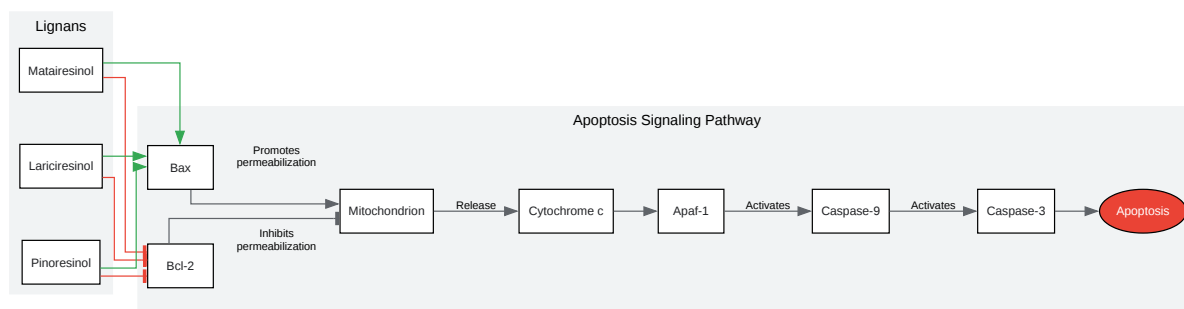 Lignans
Matairesinol
Lariciresinol
Pinoresinol
Apoptosis Signaling Pathway
Bax
Bcl-2
Promotes
permeabilization
Inhibits
permeabilization
Mitochondrion
Release
Cytochrome c
Apaf-1
Activates
Caspase-9
Activates
Caspase-3
Apoptosis